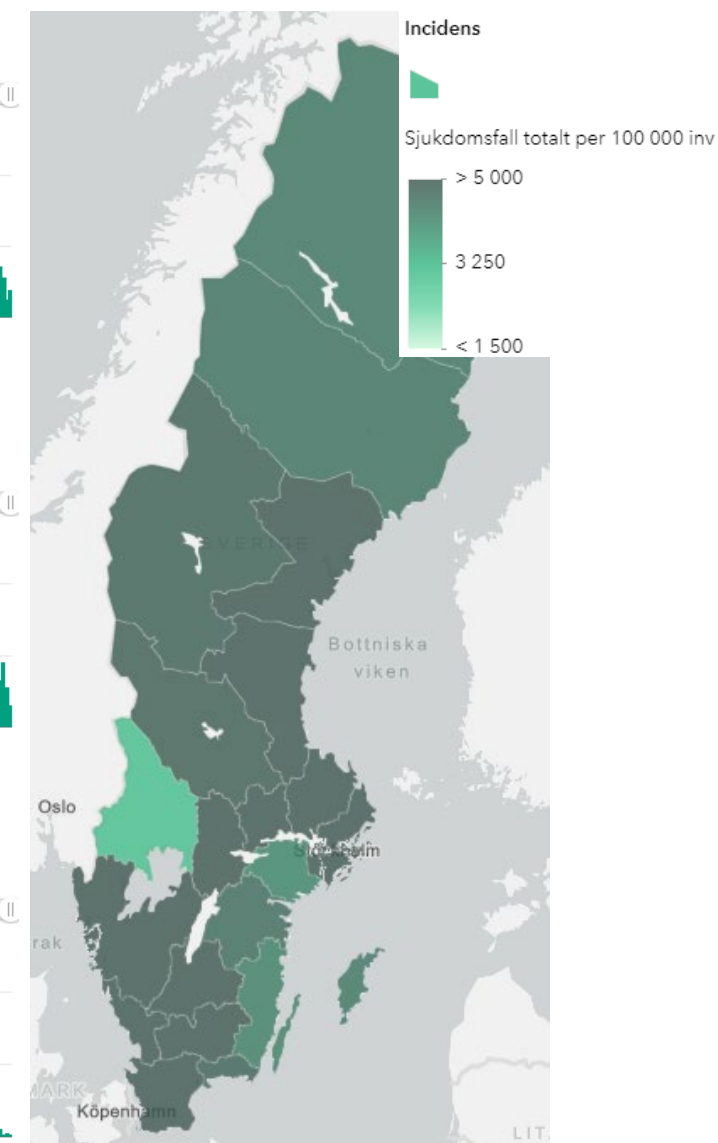 Incidens
Sjukdomsfall totalt per 100 000 inv
> 5 000
3 250
< 1 500
SVERIGE
Bottniska
viken
Oslo
Stockholm
rak
MARK
Köpenhamn
LIT